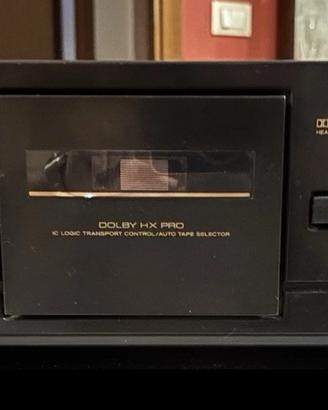 DOLBY HX PRO
IC LOGIC TRANSPORT CONTROL/AUTO TAPE SELECTOR